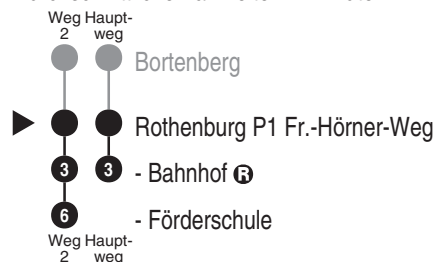 Weg Haupt-
2 weg
Bortenberg
Rothenburg P1 Fr.-Hörner-Weg
3 3 - Bahnhof R
6 - Förderschule
Weg Haupt-
2 weg